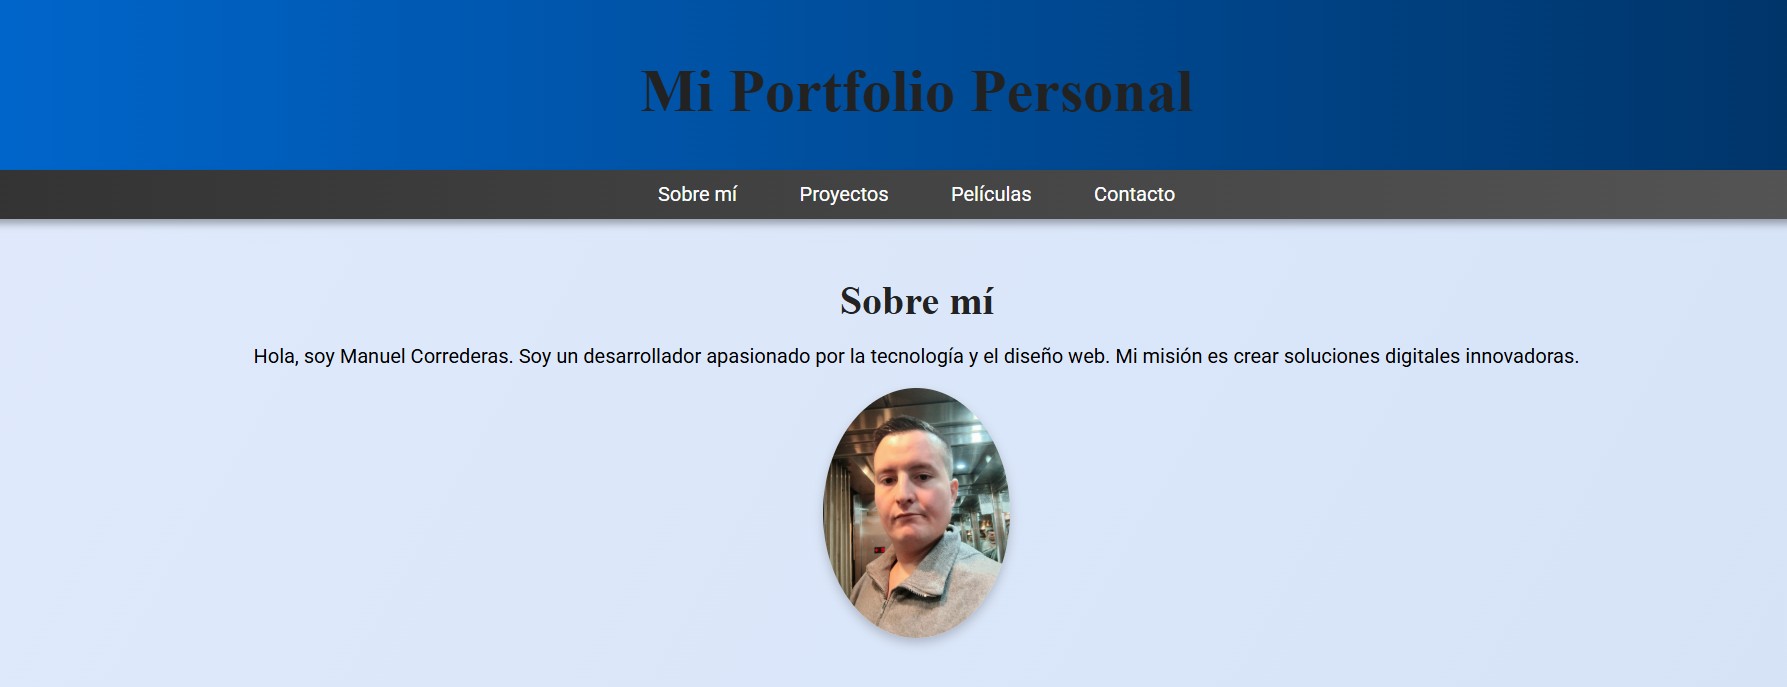 Mi Portfolio Personal
Sobre mí Proyectos Películas Contacto
Sobre mí
Hola, soy Manuel Correderas. Soy un desarrollador apasionado por la tecnología y el diseño web. Mi misión es crear soluciones digitales innovadoras.